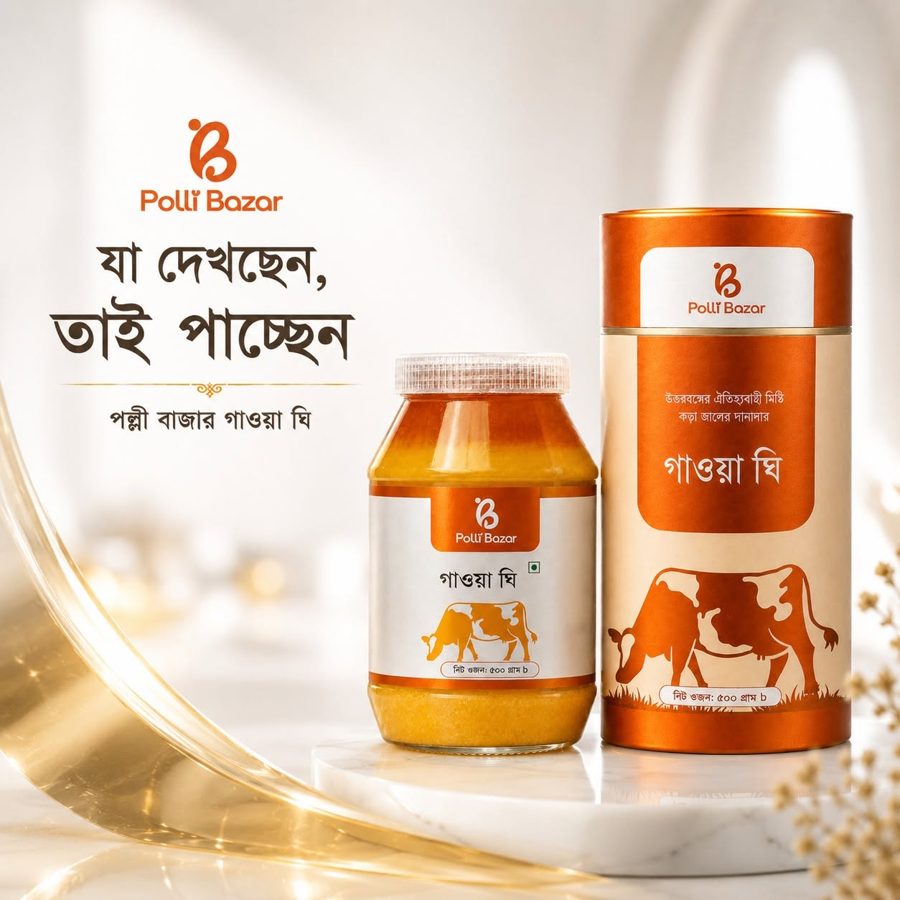 Polli Bazar
যা দেখছেন,
তাই পাচ্ছেন
পল্লী বাজার গাওয়া ঘি
Polli Bazar
গাওয়া ঘি
নিট ওজন: ৫০০ গ্রাম b
Polli Bazar
উত্তরবঙ্গের ঐতিহ্যবাহী মিষ্টি
কড়া জালের দানাদার
গাওয়া ঘি
নিট ওজন: ৫০০ গ্রাম b